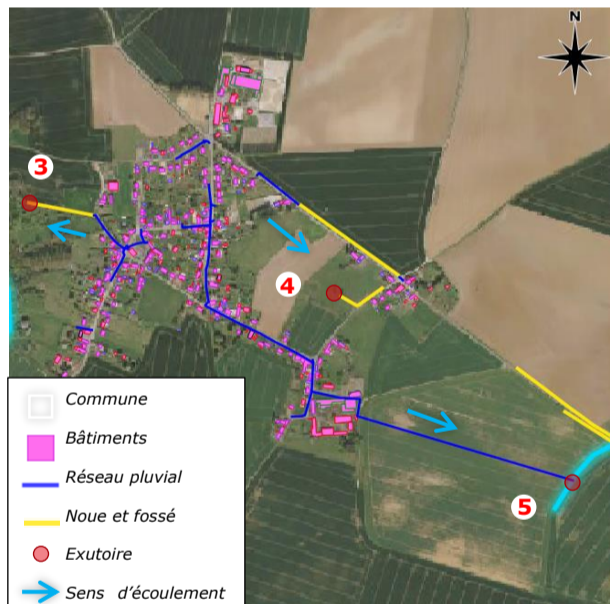 N
3
4
5
Commune
Bâtiments
Réseau pluvial
Noue et fossé
Exutoire
Sens d'écoulement